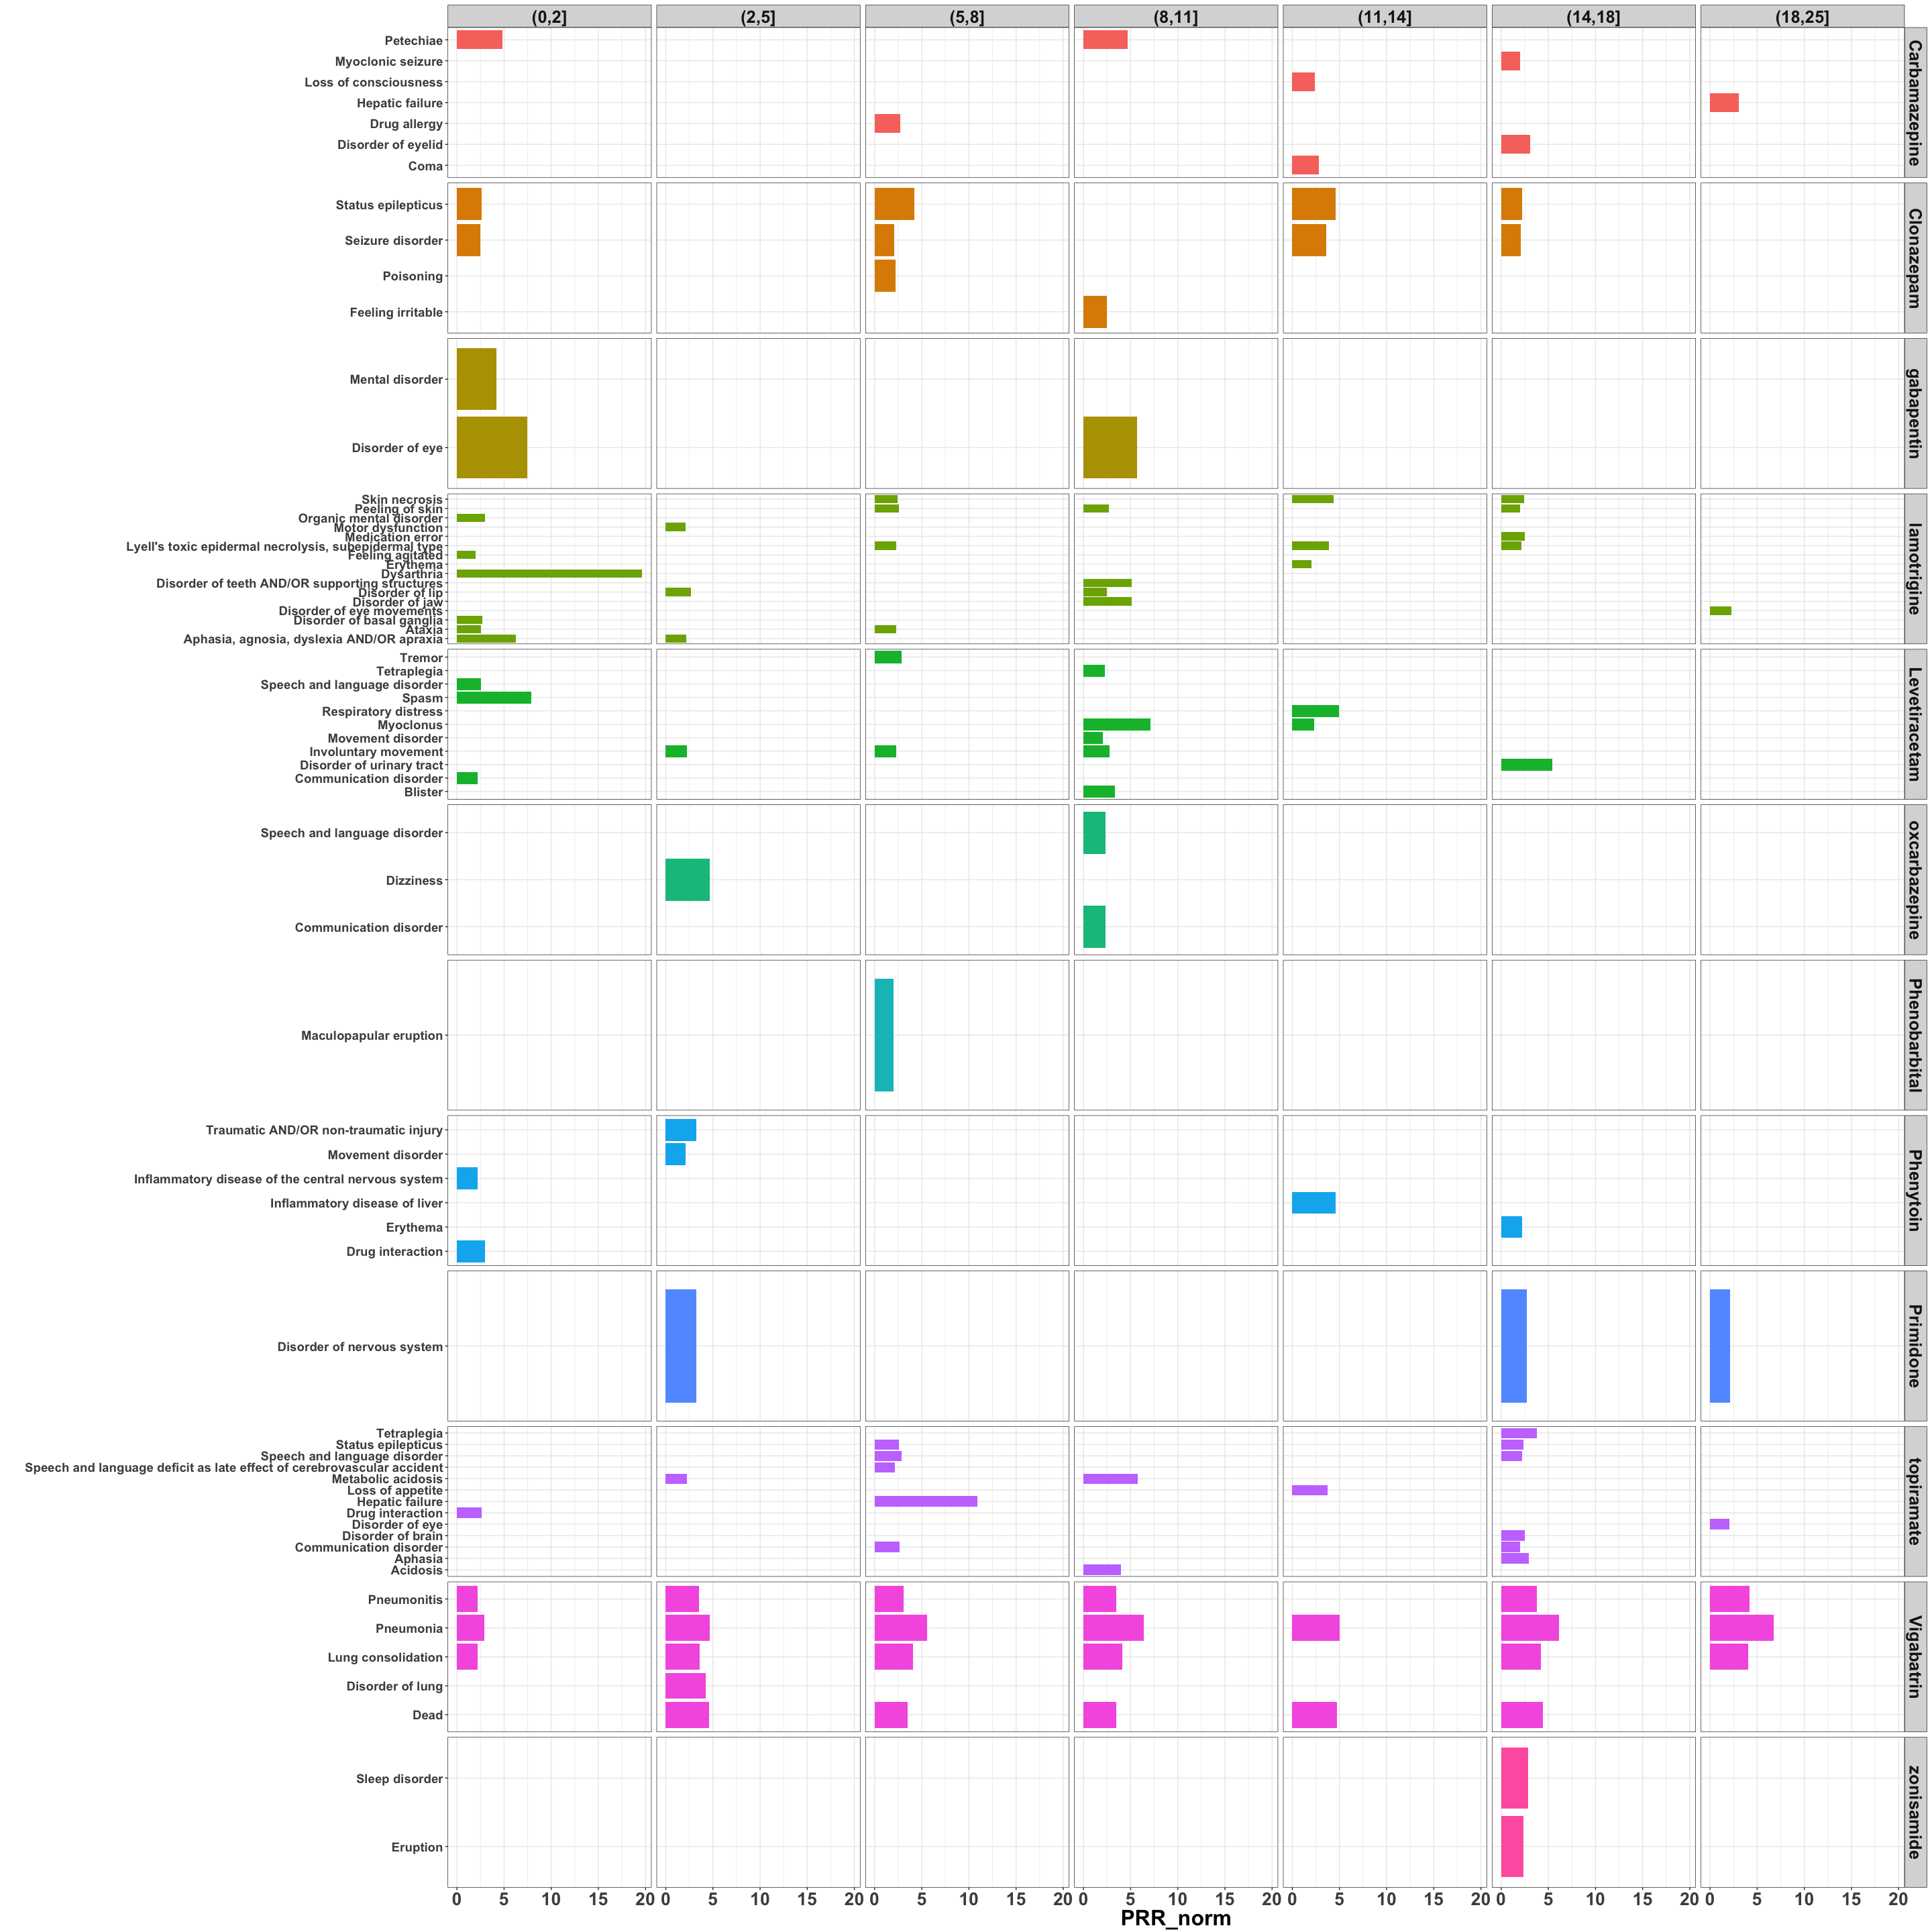 (0,2] (2,5] (5,8] (8,11] (11,14] (14,18] (18,25]
Carbamazepine
Petechiae
Myoclonic seizure
Loss of consciousness
Hepatic failure
Drug allergy
Disorder of eyelid
Coma
Clonazepam
Status epilepticus
Seizure disorder
Poisoning
Feeling irritable
gabapentin
Mental disorder
Disorder of eye
lamotrigine
Skin necrosis
Peeling of skin
Organic mental disorder
Motor dysfunction
Medication error
Lyell's toxic epidermal necrolysis, subepidermal type
Feeling agitated
Erythema
Dysarthria
Disorder of teeth AND/OR supporting structures
Disorder of lip
Disorder of jaw
Disorder of eye movements
Disorder of basal ganglia
Ataxia
Aphasia, agnosia, dyslexia AND/OR apraxia
Levetiracetam
Tremor
Tetraplegia
Speech and language disorder
Spasm
Respiratory distress
Myoclonus
Movement disorder
Involuntary movement
Disorder of urinary tract
Communication disorder
Blister
oxcarbazepine
Speech and language disorder
Dizziness
Communication disorder
Phenobarbital
Maculopapular eruption
Phenytoin
Traumatic AND/OR non-traumatic injury
Movement disorder
Inflammatory disease of the central nervous system
Inflammatory disease of liver
Erythema
Drug interaction
Primidone
Disorder of nervous system
topiramate
Tetraplegia
Status epilepticus
Speech and language disorder
Speech and language deficit as late effect of cerebrovascular accident
Metabolic acidosis
Loss of appetite
Hepatic failure
Drug interaction
Disorder of eye
Disorder of brain
Communication disorder
Aphasia
Acidosis
Vigabatrin
Pneumonitis
Pneumonia
Lung consolidation
Disorder of lung
Dead
zonisamide
Sleep disorder
Eruption
0 5 10 15 20 0 5 10 15 20 0 5 10 15 20 0 5 10 15 20 0 5 10 15 20 0 5 10 15 20 0 5 10 15 20
PRR_norm